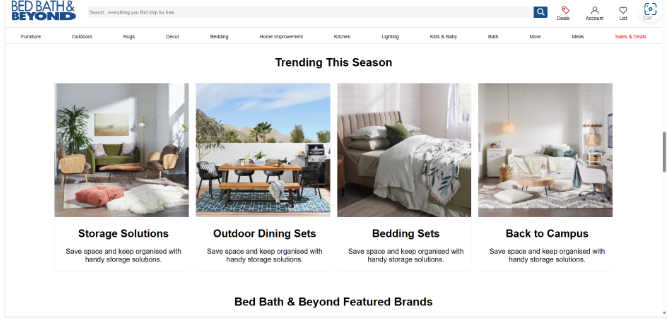 BED BATH &
BEYOND
Search...everything you find ship for free
Deals
Account
List
Cart
Furniture
Outdoors
Rugs
Decor
Bedding
Home Improvement
Kitchen
Lighting
Kids & Baby
Bath
More
Ideas
Sales & Deals
Trending This Season
Storage Solutions
Save space and keep organised with
handy storage solutions.
Outdoor Dining Sets
Save space and keep organised with
handy storage solutions.
Bedding Sets
Save space and keep organised with
handy storage solutions.
Back to Campus
Save space and keep organised with
handy storage solutions.
Bed Bath & Beyond Featured Brands